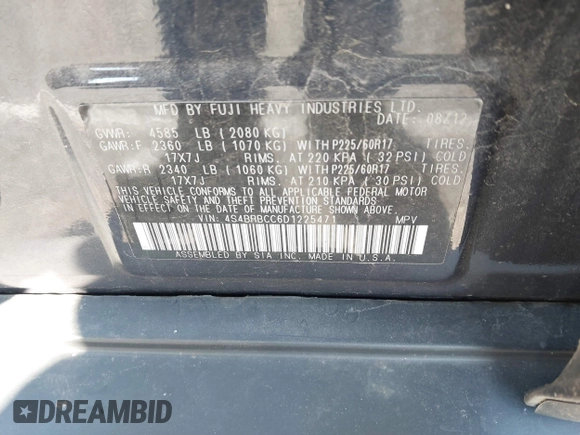 MFD BY FUJI HEAVY INDUSTRIES LTD.
DATE: 08/12
GVWR: 4585 LB ( 2080 KG)
GAWR:F 2360 LB ( 1070 KG) WITH P225/60R17 TIRES.
17X7J RIMS. AT 220 KPA ( 32 PSI) COLD
GAWR:R 2340 LB ( 1060 KG) WITH P225/60R17 TIRES.
17X7J RIMS. AT 210 KPA ( 30 PSI) COLD
THIS VEHICLE CONFORMS TO ALL APPLICABLE FEDERAL MOTOR
VEHICLE SAFETY AND THEFT PREVENTION STANDARDS
IN EFFECT ON THE DATE OF MANUFACTURE SHOWN ABOVE.
VIN: 4S4BRBCC6D1225471 MPV
ASSEMBLED BY SIA INC. MADE IN U.S.A.
DREAMBID